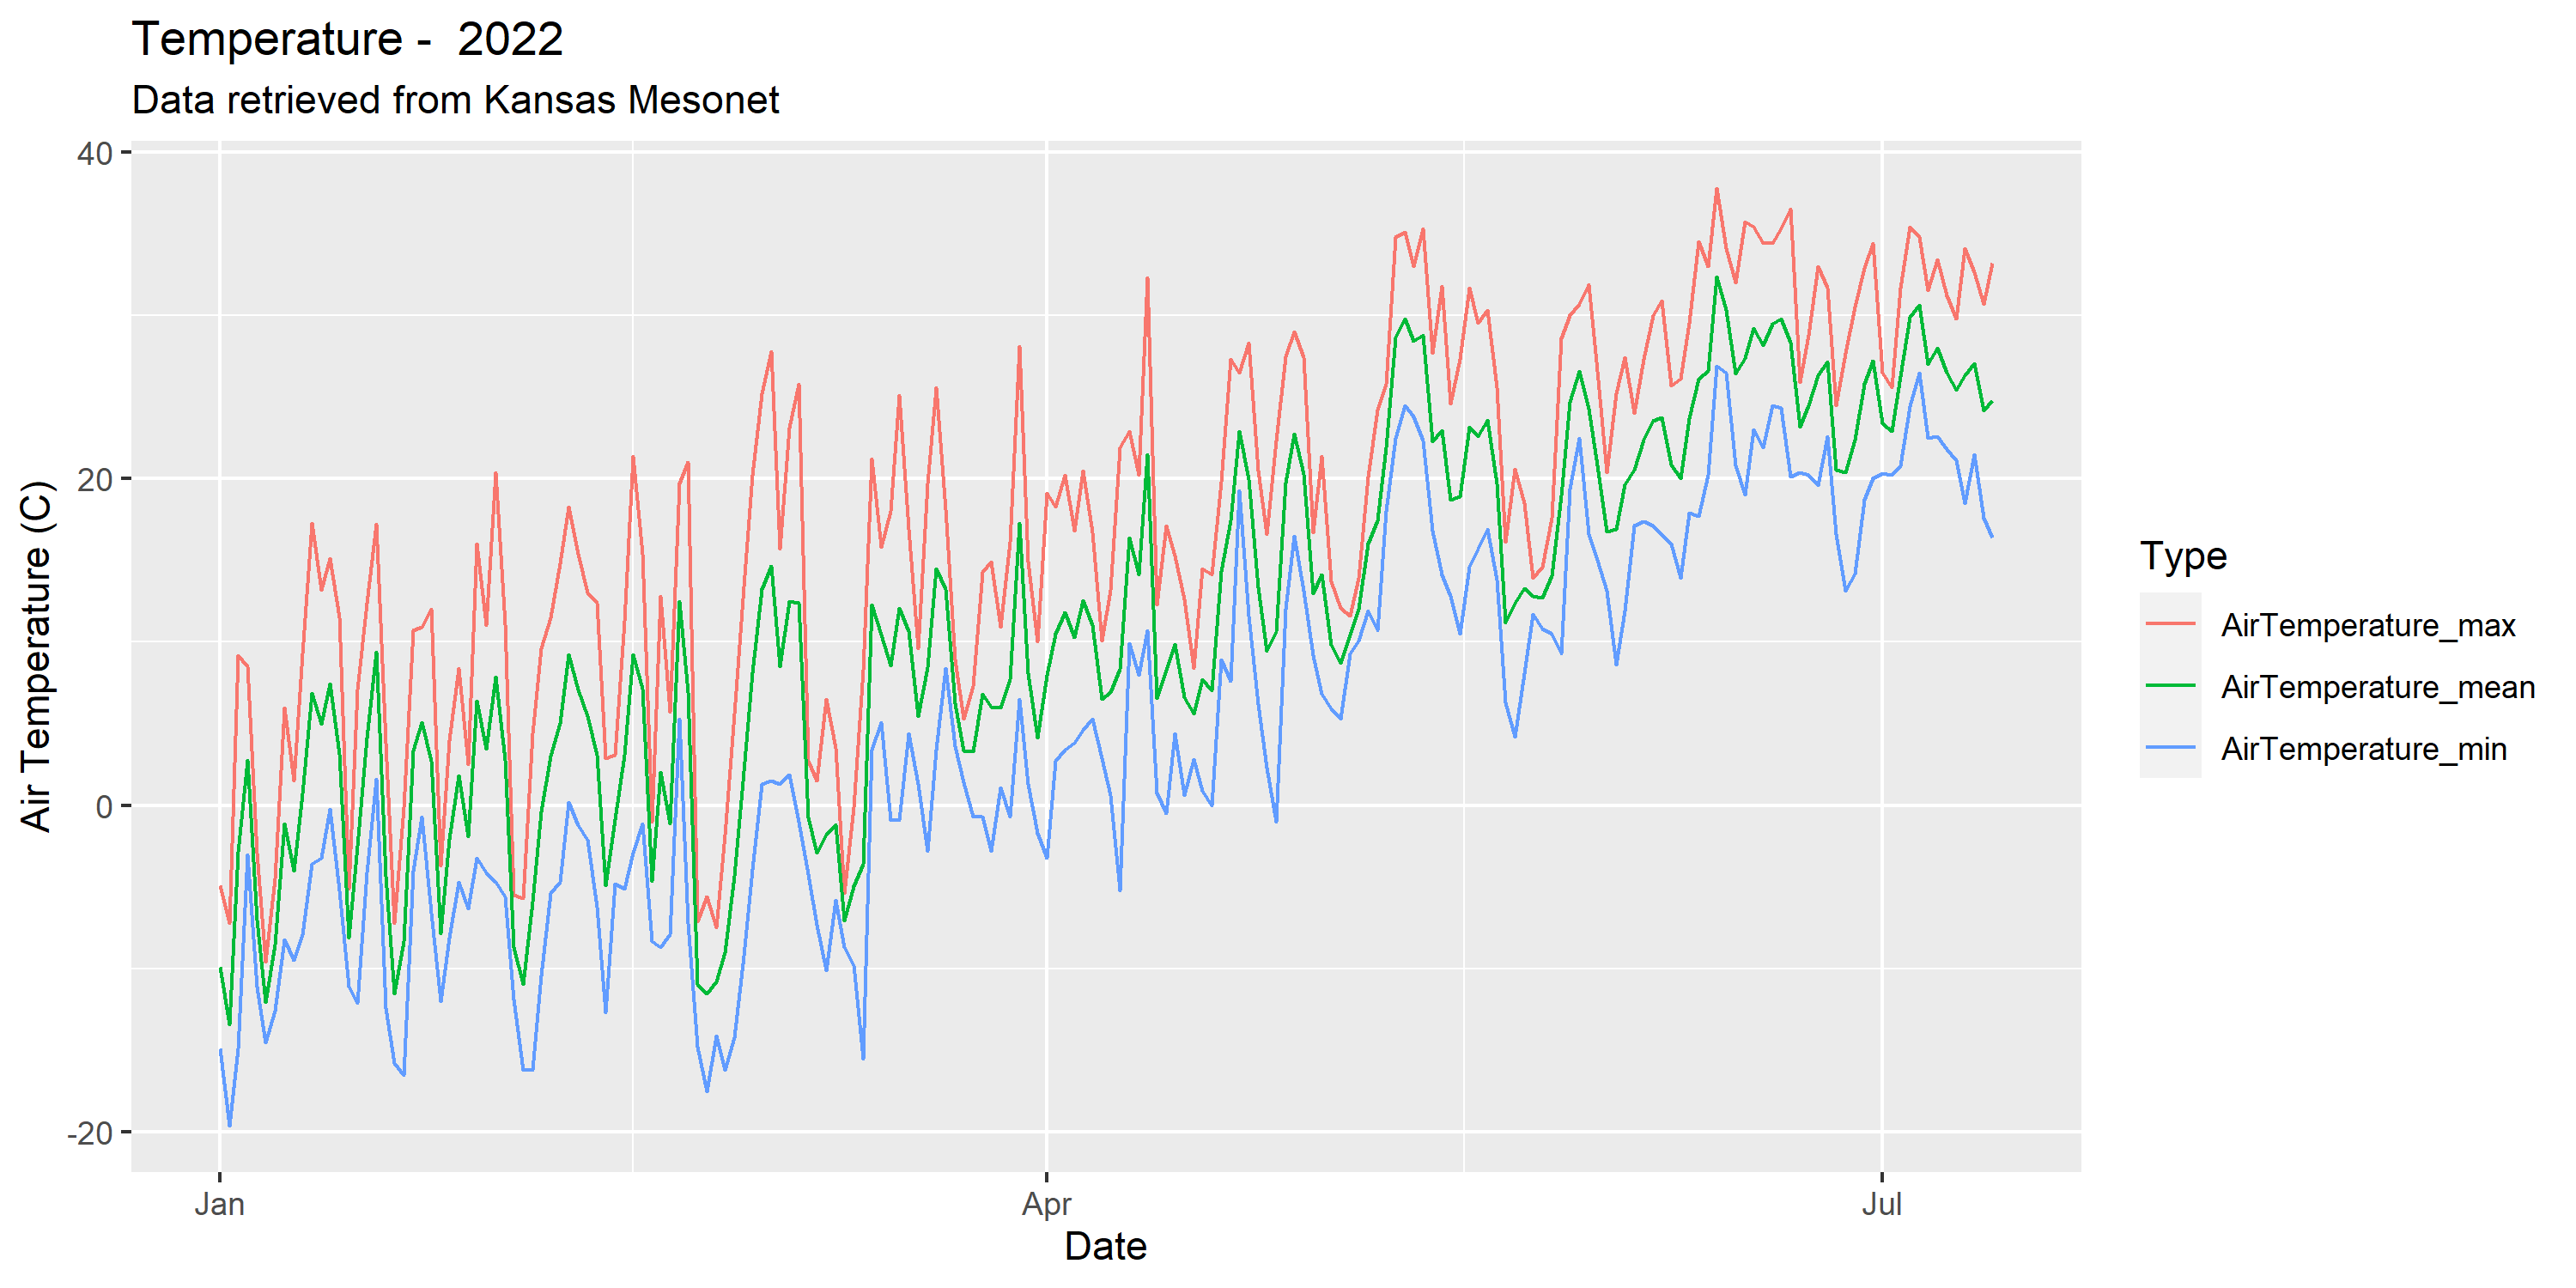 Temperature -  2022
Data retrieved from Kansas Mesonet
40
20
0
-20
Air Temperature (C)
Jan
Apr
Jul
Date
Type
AirTemperature_max
AirTemperature_mean
AirTemperature_min